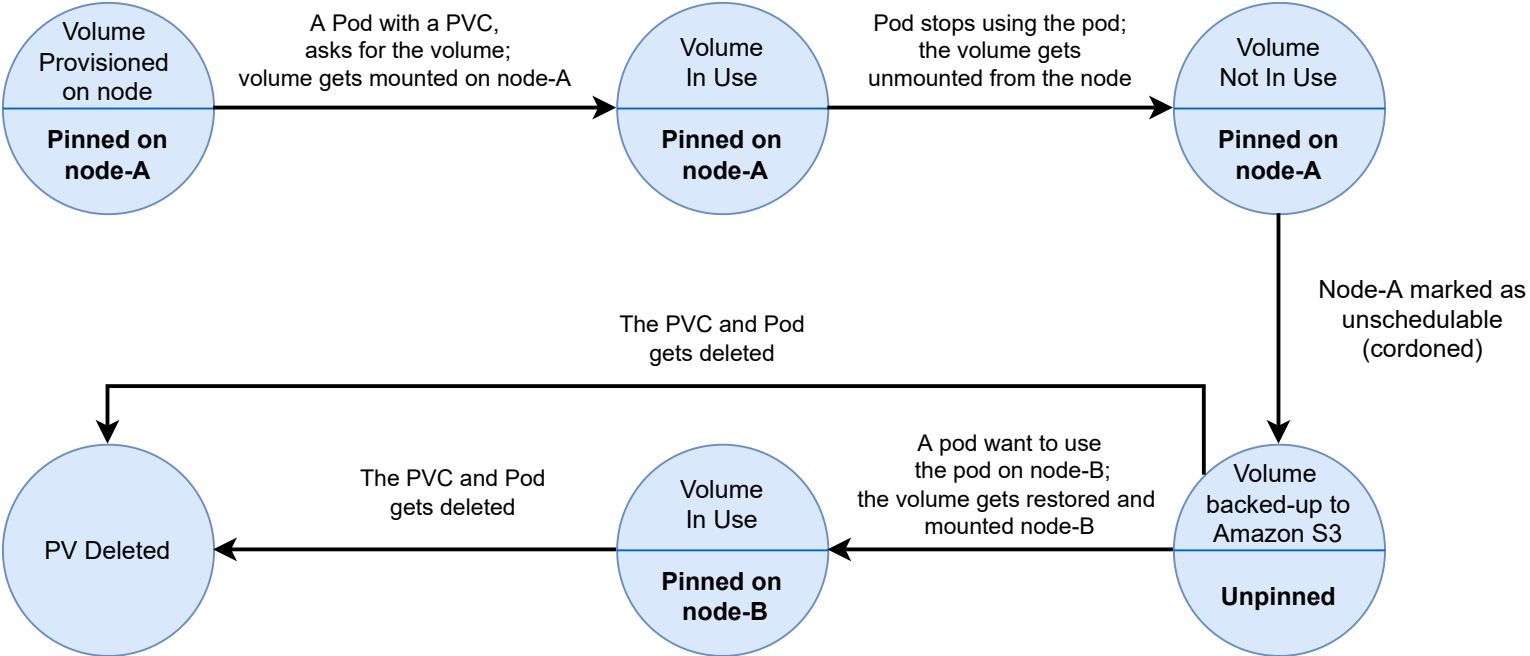 Volume
Provisioned
on node
Pinned on
node-A
A Pod with a PVC,
asks for the volume;
volume gets mounted on node-A
Volume
In Use
Pinned on
node-A
Pod stops using the pod;
the volume gets
unmounted from the node
Volume
Not In Use
Pinned on
node-A
Node-A marked as
unschedulable
(cordoned)
Volume
backed-up to
Amazon S3
Unpinned
The PVC and Pod
gets deleted
A pod want to use
the pod on node-B;
the volume gets restored and
mounted node-B
Volume
In Use
Pinned on
node-B
The PVC and Pod
gets deleted
PV Deleted